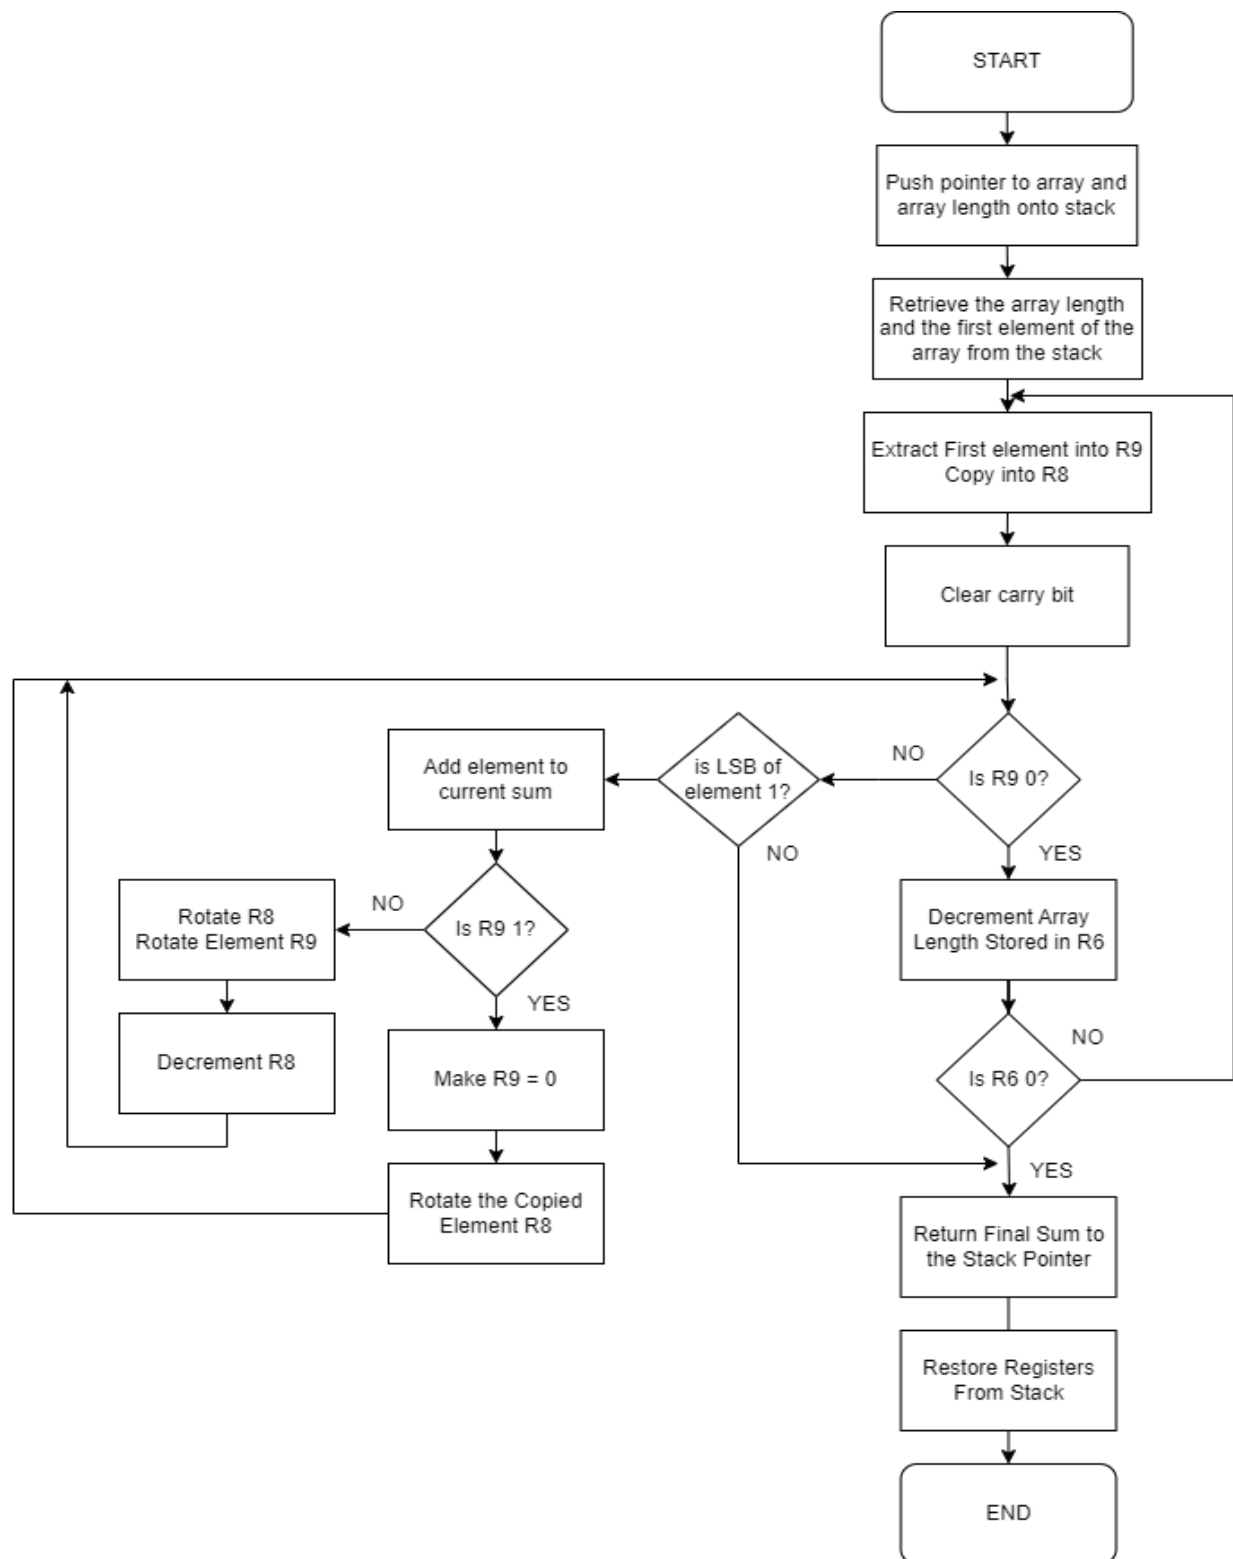 START
Push pointer to array and
array length onto stack
Retrieve the array length
and the first element of the
array from the stack
Extract First element into R9
Copy into R8
Clear carry bit
Is R9 0?
NO
YES
is LSB of
element 1?
NO
Add element to
current sum
Is R9 1?
NO
YES
Rotate R8
Rotate Element R9
Decrement R8
Make R9 = 0
Rotate the Copied
Element R8
Decrement Array
Length Stored in R6
Is R6 0?
NO
YES
Return Final Sum to
the Stack Pointer
Restore Registers
From Stack
END